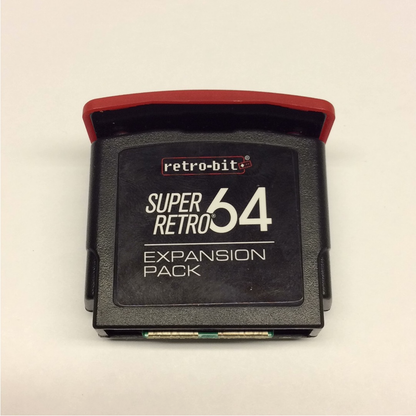 retro-bit®
SUPER
RETRO® 64
EXPANSION
PACK